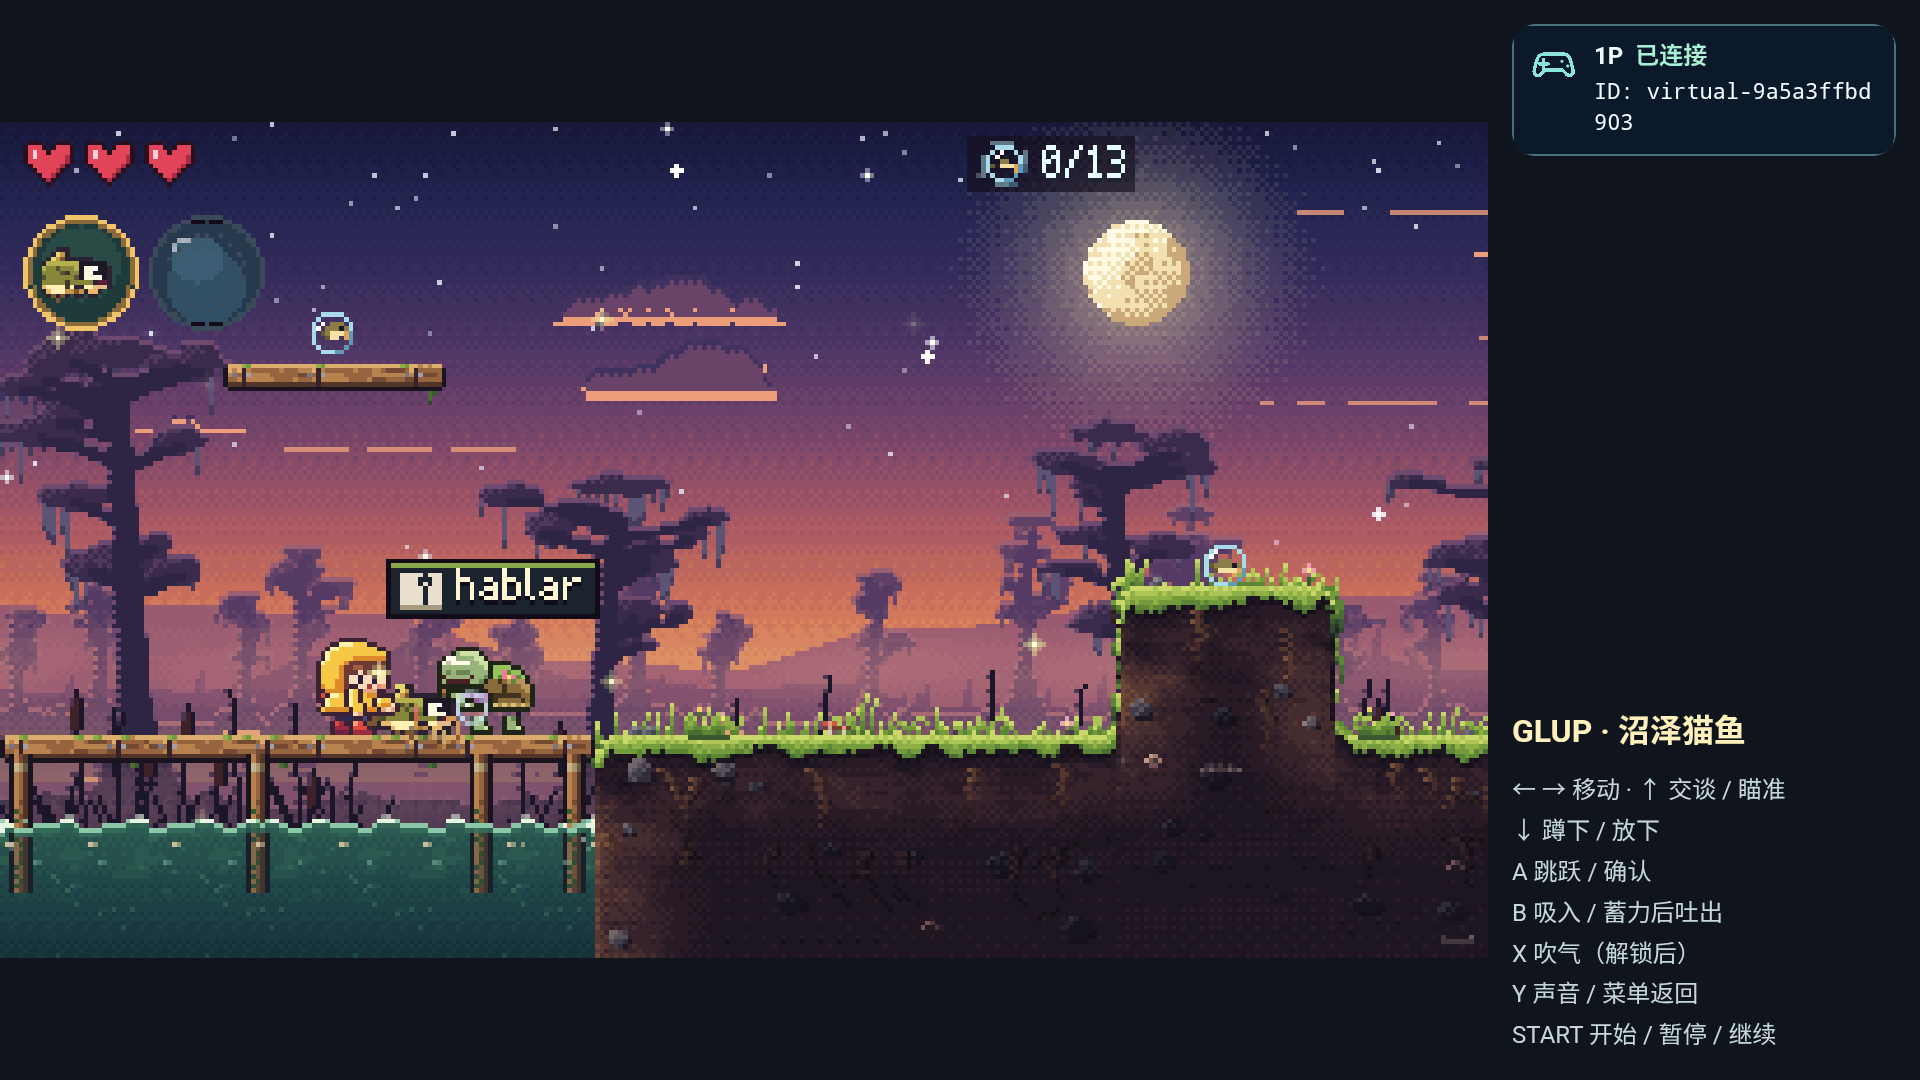 1P 已连接
ID: virtual-9a5a3ffbd
903
0/13
↑ hablar
GLUP · 沼泽猫鱼
← → 移动 · ↑ 交谈 / 瞄准
↓ 蹲下 / 放下
A 跳跃 / 确认
B 吸入 / 蓄力后吐出
X 吹气（解锁后）
Y 声音 / 菜单返回
START 开始 / 暂停 / 继续